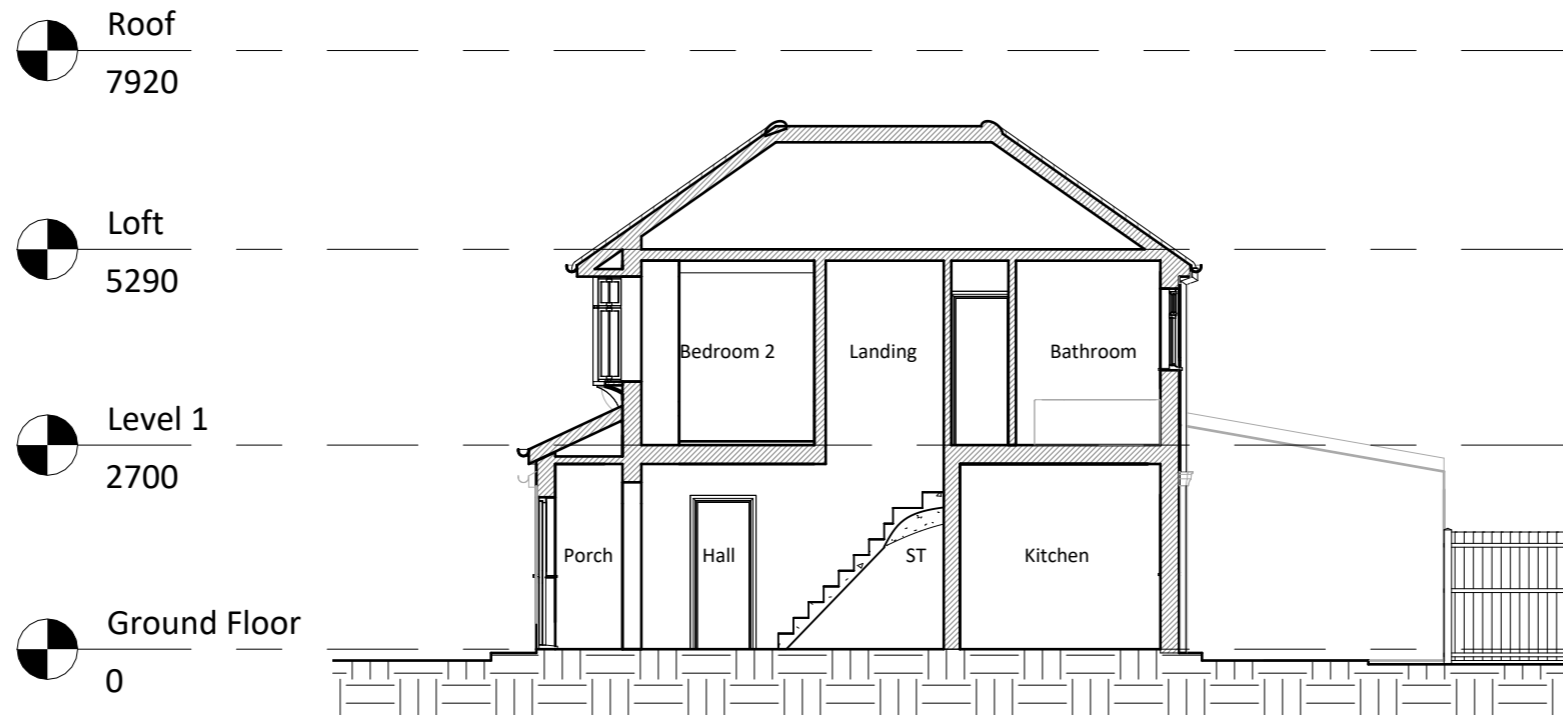 Roof
7920
Loft
5290
Bedroom 2
Landing
Bathroom
Level 1
2700
Porch
Hall
ST
Kitchen
Ground Floor
0